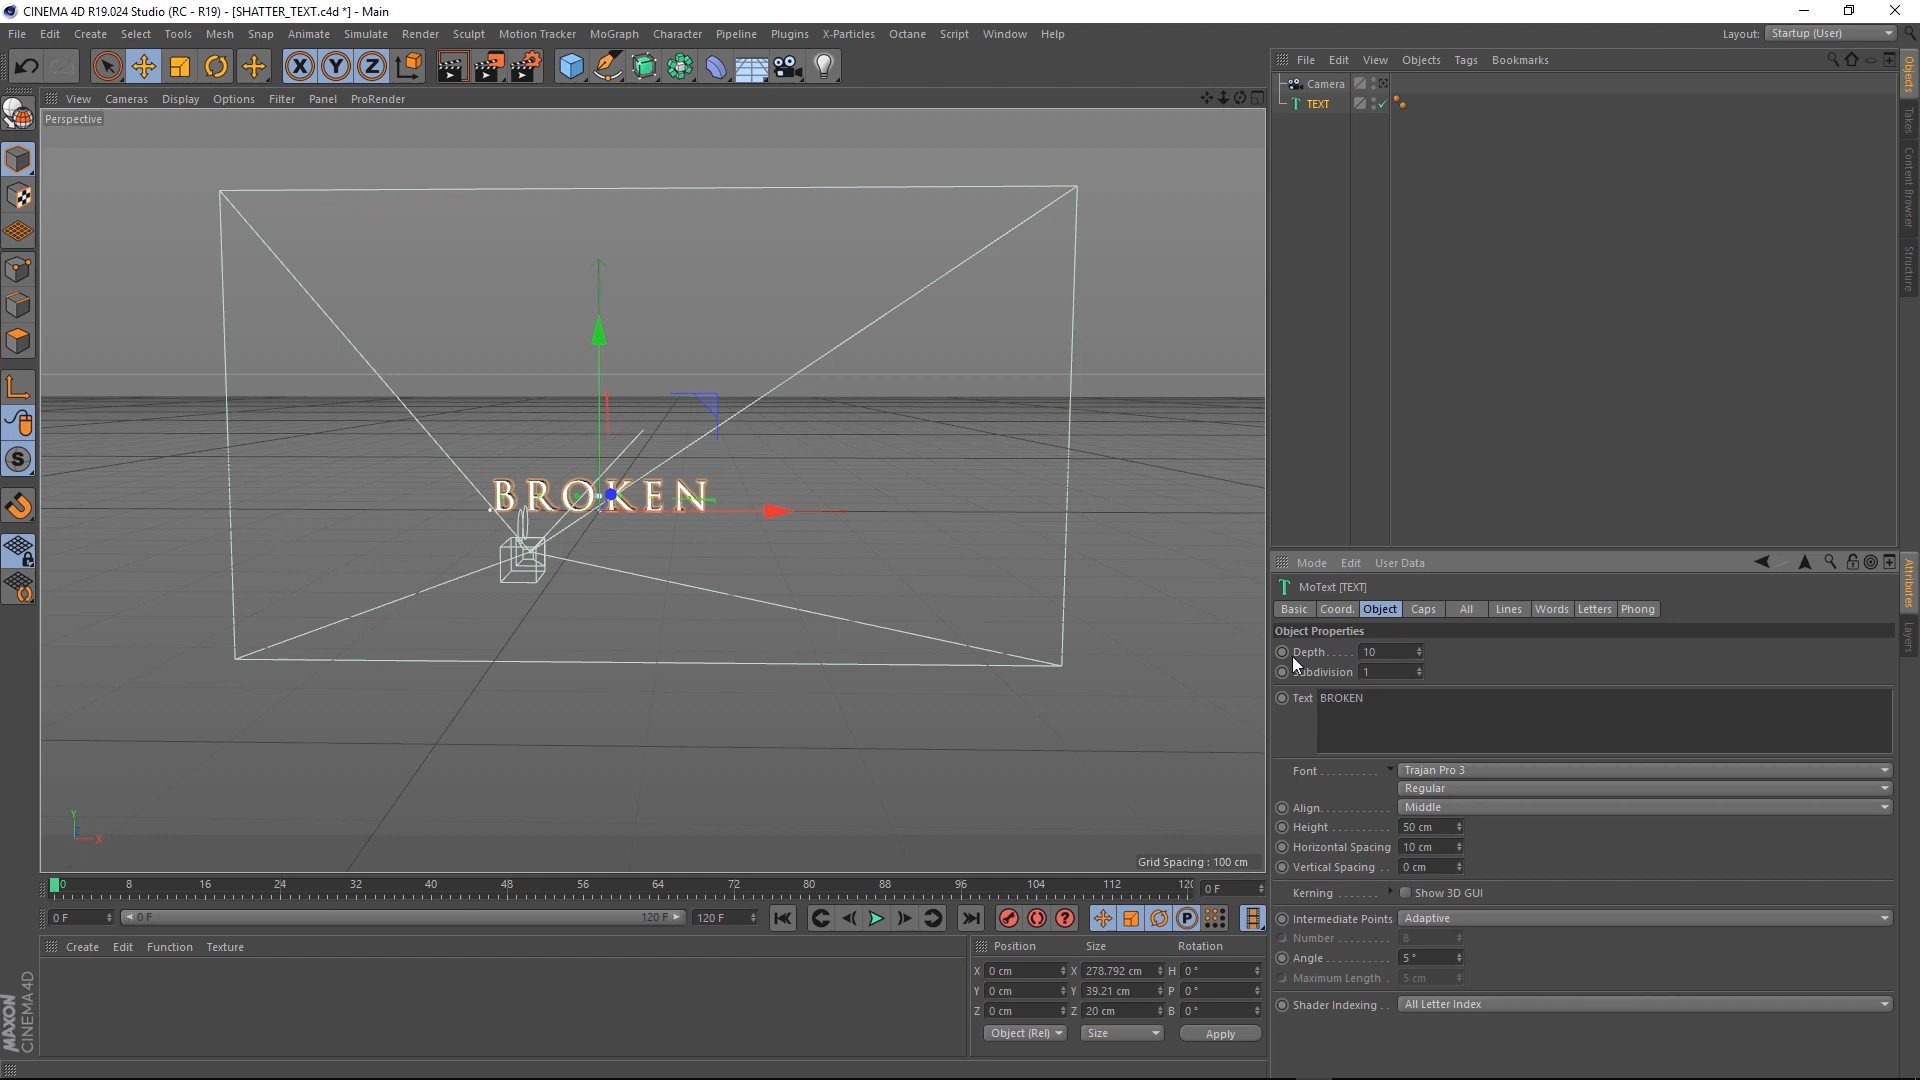 CINEMA 4D R19.024 Studio (RC - R19) - [SHATTER_TEXT.c4d *] - Main
File Edit Create Select Tools Mesh Snap Animate Simulate Render Sculpt Motion Tracker MoGraph Character Pipeline Plugins X-Particles Octane Script Window Help
Layout: Startup (User)
File Edit View Objects Tags Bookmarks
Camera
TEXT
Objects
Takes
Content Browser
Structure
View Cameras Display Options Filter Panel ProRender
Perspective
BROKEN
Y
X
Grid Spacing : 100 cm
Mode Edit User Data
MoText [TEXT]
Basic Coord. Object Caps All Lines Words Letters Phong
Object Properties
Depth 10
Subdivision 1
Text BROKEN
Font Trajan Pro 3
Regular
Align Middle
Height 50 cm
Horizontal Spacing 10 cm
Vertical Spacing 0 cm
Kerning Show 3D GUI
Intermediate Points Adaptive
Number 8
Angle 5 °
Maximum Length 5 cm
Shader Indexing All Letter Index
Attributes
Layers
0 8 16 24 32 40 48 56 64 72 80 88 96 104 112 120
0 F
0 F 0 F 120 F 120 F
Create Edit Function Texture
Position Size Rotation
X 0 cm X 278.792 cm H 0 °
Y 0 cm Y 39.21 cm P 0 °
Z 0 cm Z 20 cm B 0 °
Object (Rel) Size Apply
MAXON
CINEMA 4D